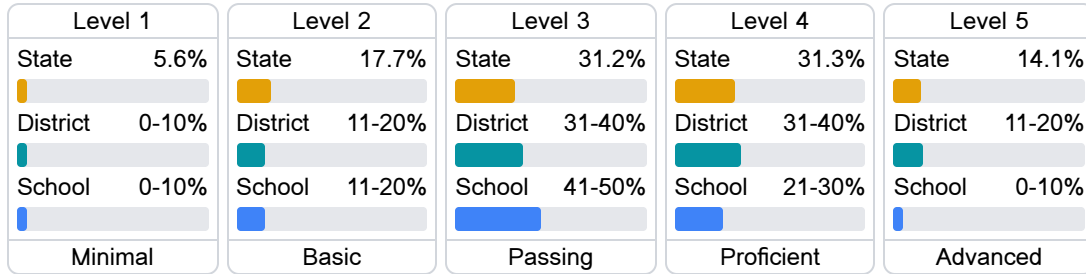 Level 1
State 5.6%
District 0-10%
School 0-10%
Minimal
Level 2
State 17.7%
District 11-20%
School 11-20%
Basic
Level 3
State 31.2%
District 31-40%
School 41-50%
Passing
Level 4
State 31.3%
District 31-40%
School 21-30%
Proficient
Level 5
State 14.1%
District 11-20%
School 0-10%
Advanced